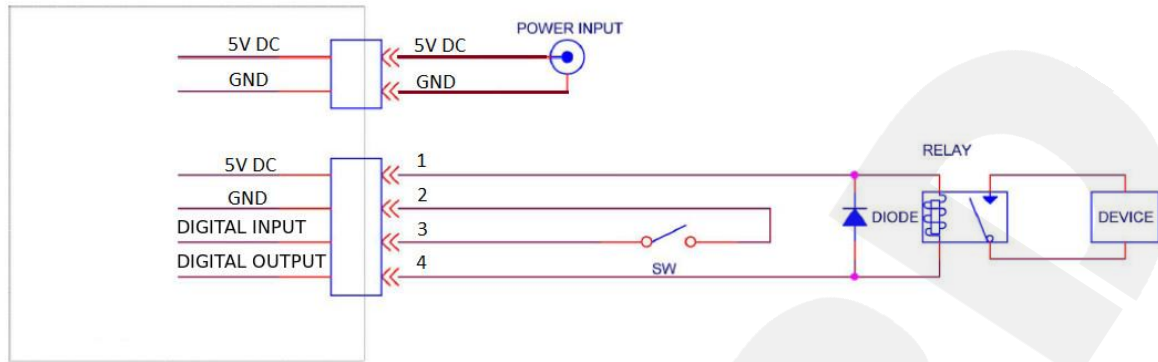 POWER INPUT
5V DC
5V DC
GND
GND
RELAY
5V DC
1
GND
2
DIODE
DEVICE
DIGITAL INPUT
3
SW
DIGITAL OUTPUT
4